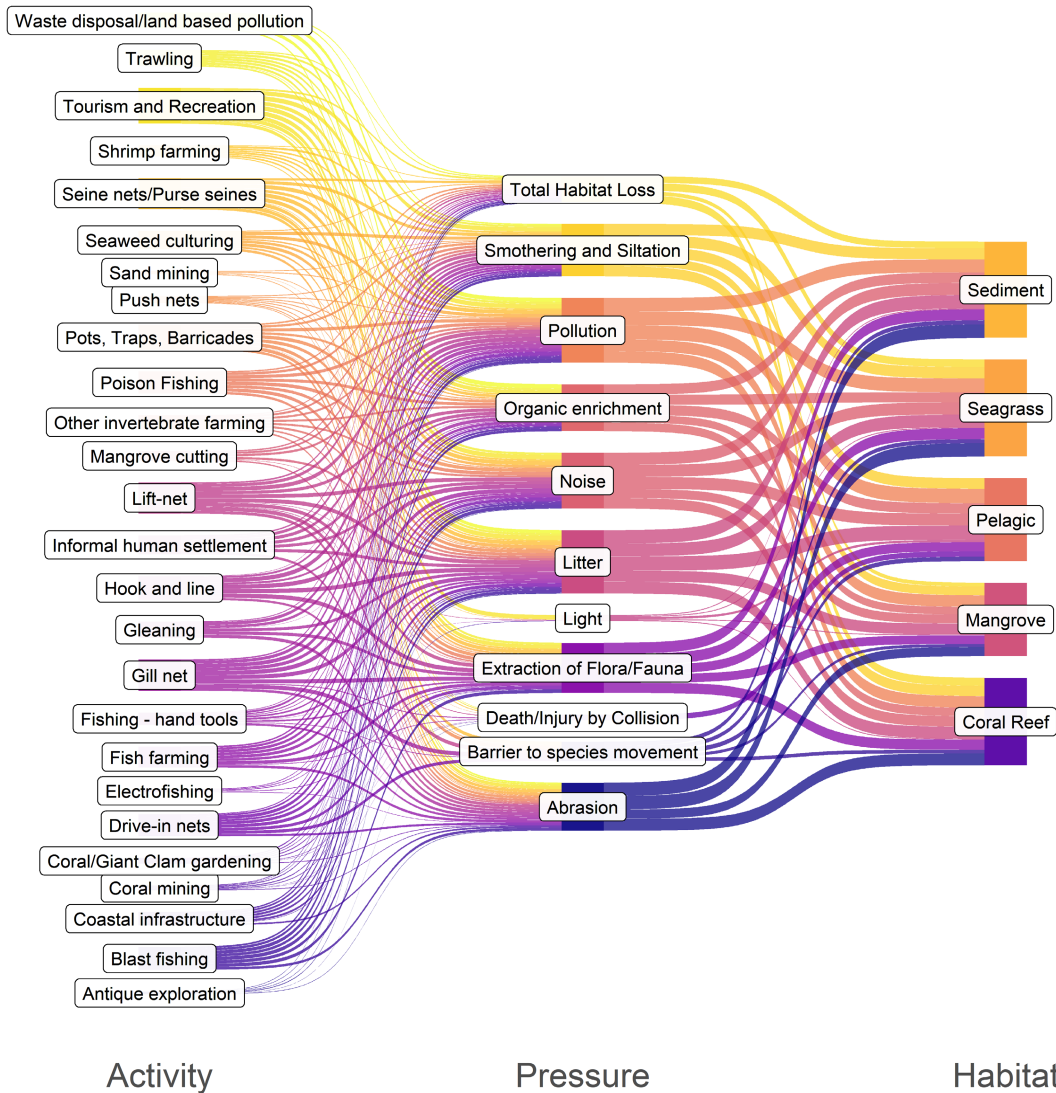 Waste disposal/land based pollution
Trawling
Tourism and Recreation
Shrimp farming
Seine nets/Purse seines
Seaweed culturing
Sand mining
Push nets
Pots, Traps, Barricades
Poison Fishing
Other invertebrate farming
Mangrove cutting
Lift-net
Informal human settlement
Hook and line
Gleaning
Gill net
Fishing - hand tools
Fish farming
Electrofishing
Drive-in nets
Coral/Giant Clam gardening
Coral mining
Coastal infrastructure
Blast fishing
Antique exploration
Total Habitat Loss
Smothering and Siltation
Pollution
Organic enrichment
Noise
Litter
Light
Extraction of Flora/Fauna
Death/Injury by Collision
Barrier to species movement
Abrasion
Sediment
Seagrass
Pelagic
Mangrove
Coral Reef
Activity
Pressure
Habitat